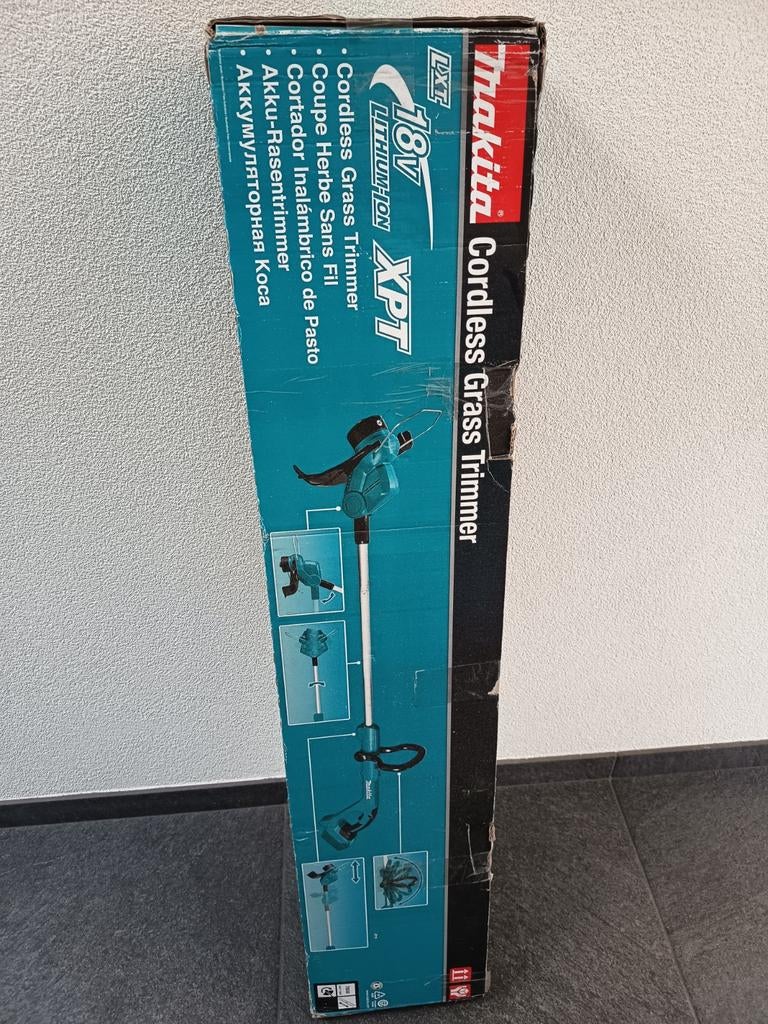 makita® Cordless Grass Trimmer
LXT
18V
LITHIUM-ION
XPT
• Cordless Grass Trimmer
• Coupe Herbe Sans Fil
• Cortador Inalámbrico de Pasto
• Akku-Rasentrimmer
• Аккумуляторная Коса
makita